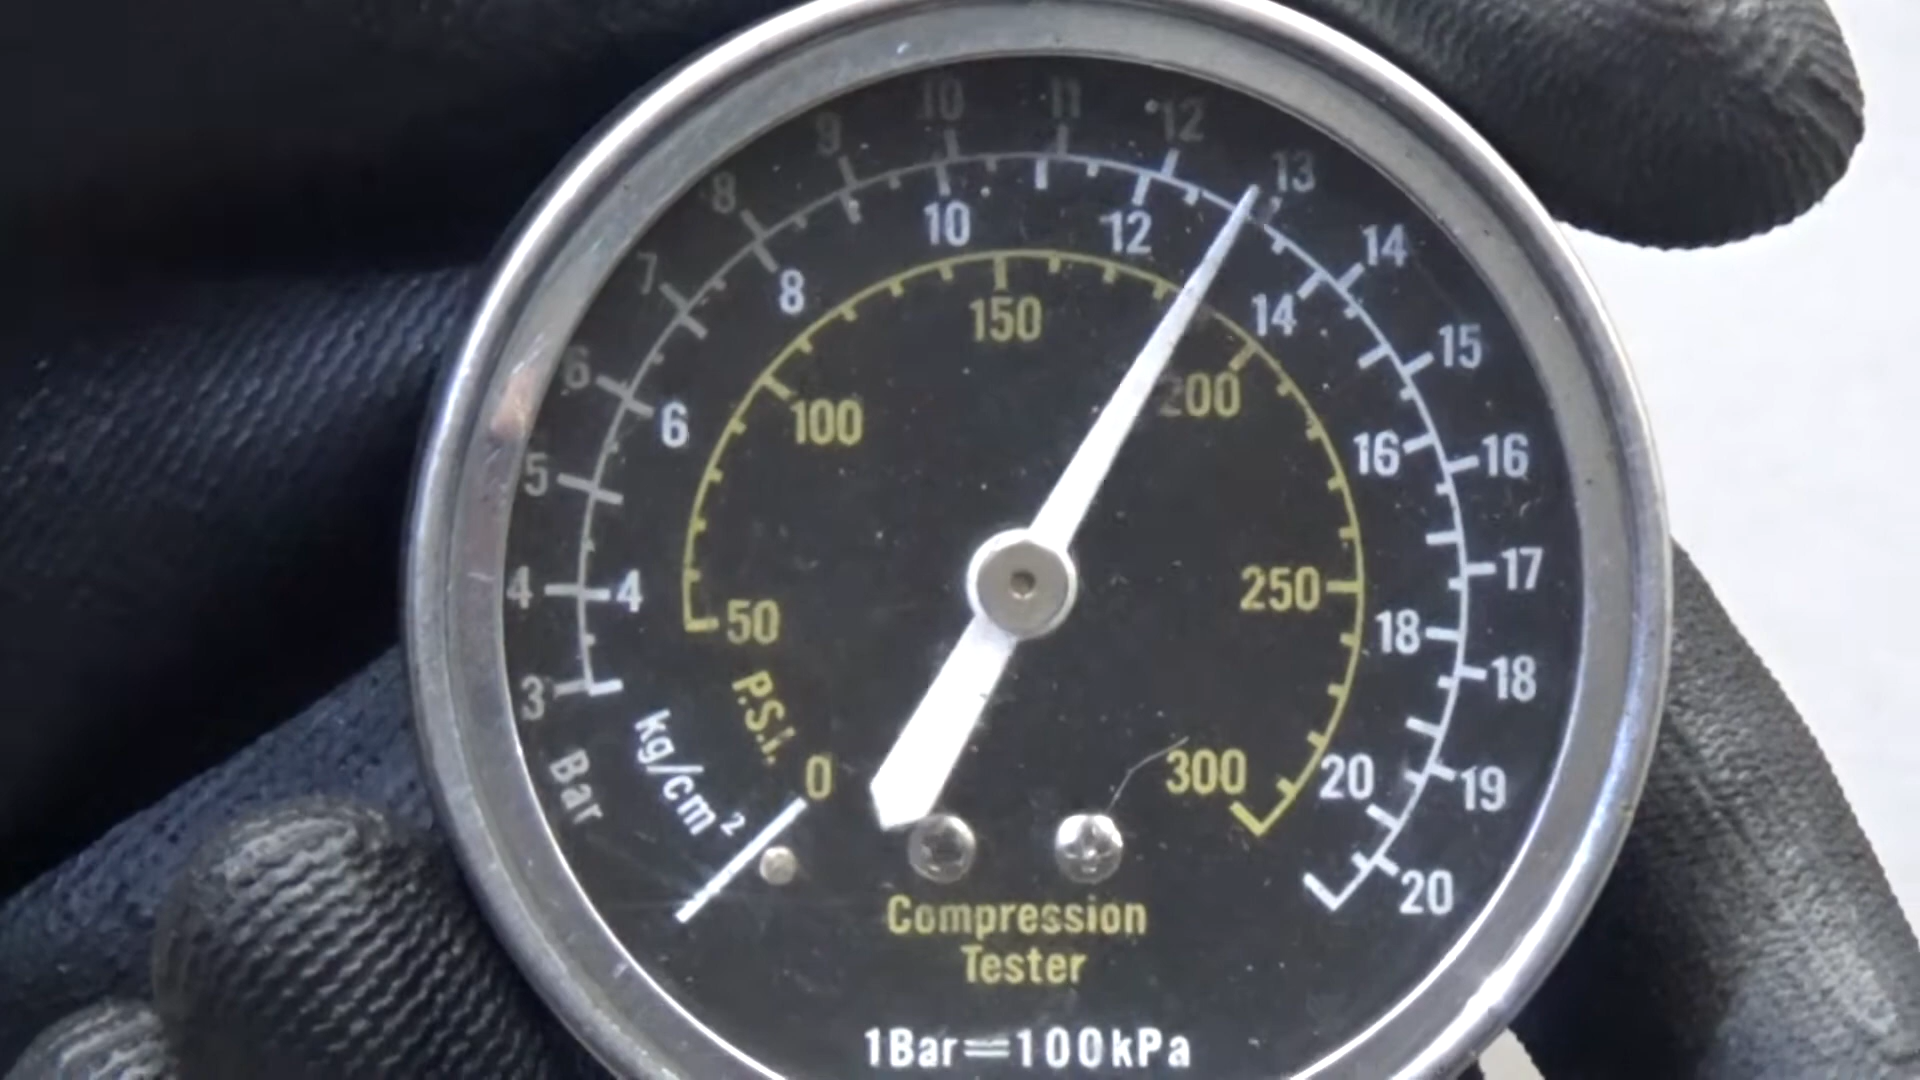 10 11 12
9 13
8 14
7 15
6 16
5 17
4 18
3 19
20
Bar
10 12
8 14
6 16
4 18
20
kg/cm²
150
100 200
50 250
0 300
P.S.I.
Compression
Tester
1Bar=100kPa